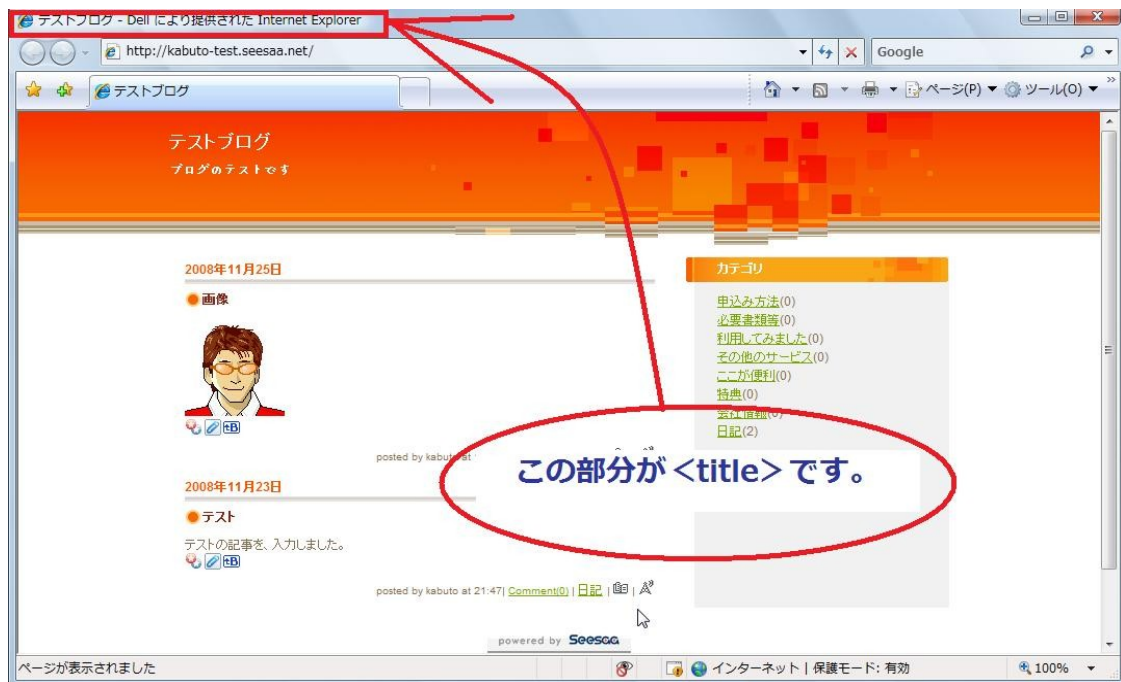 テストブログ - Dell により提供された Internet Explorer
http://kabuto-test.seesaa.net/
Google
テストブログ
ページ(P)
ツール(O)
テストブログ
ブログのテストです
2008年11月25日
画像
posted by kabuto at
2008年11月23日
テスト
テストの記事を、入力しました。
posted by kabuto at 21:47| Comment(0) | 日記 |
カテゴリ
申込み方法(0)
必要書類等(0)
利用してみました(0)
その他のサービス(0)
ここが便利(0)
特典(0)
会社情報(0)
日記(2)
この部分が <title> です。
powered by Seesaa
ページが表示されました
インターネット | 保護モード: 有効
100%